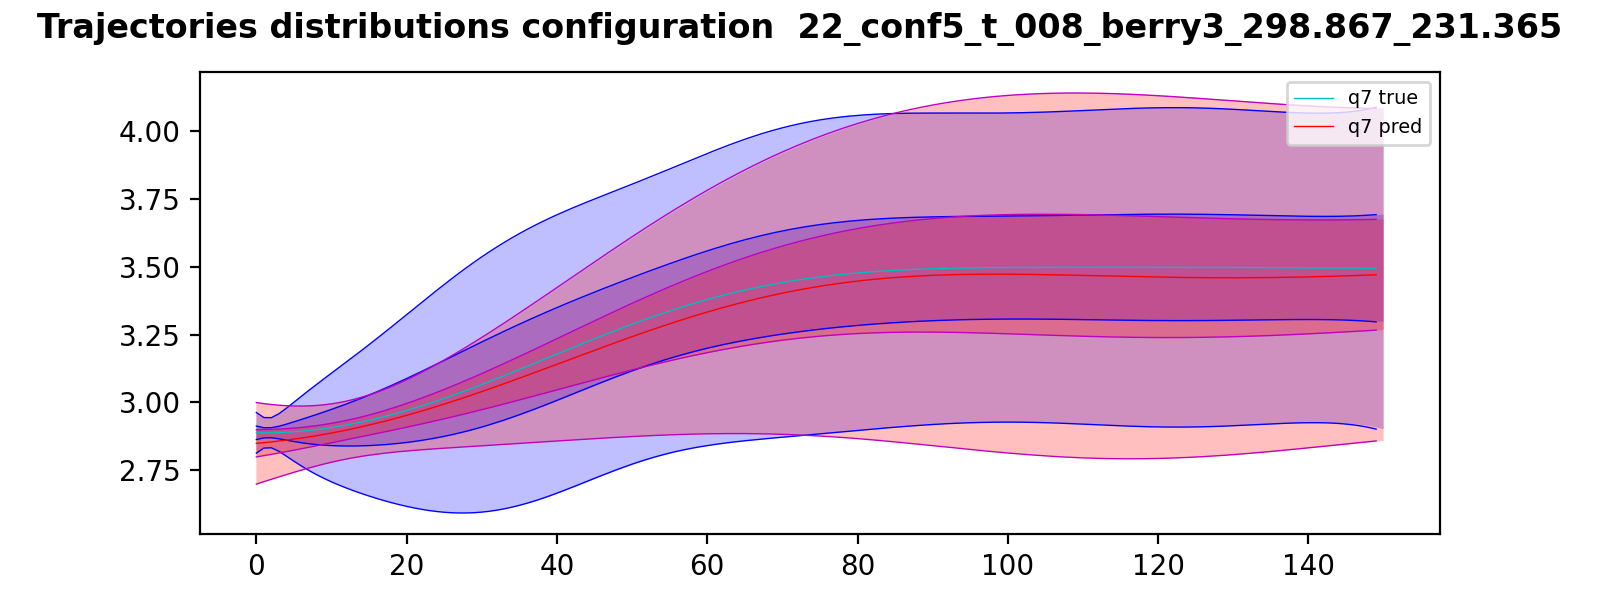 Trajectories distributions configuration  22_conf5_t_008_berry3_298.867_231.365
q7 true
q7 pred
4.00
3.75
3.50
3.25
3.00
2.75
0 20 40 60 80 100 120 140